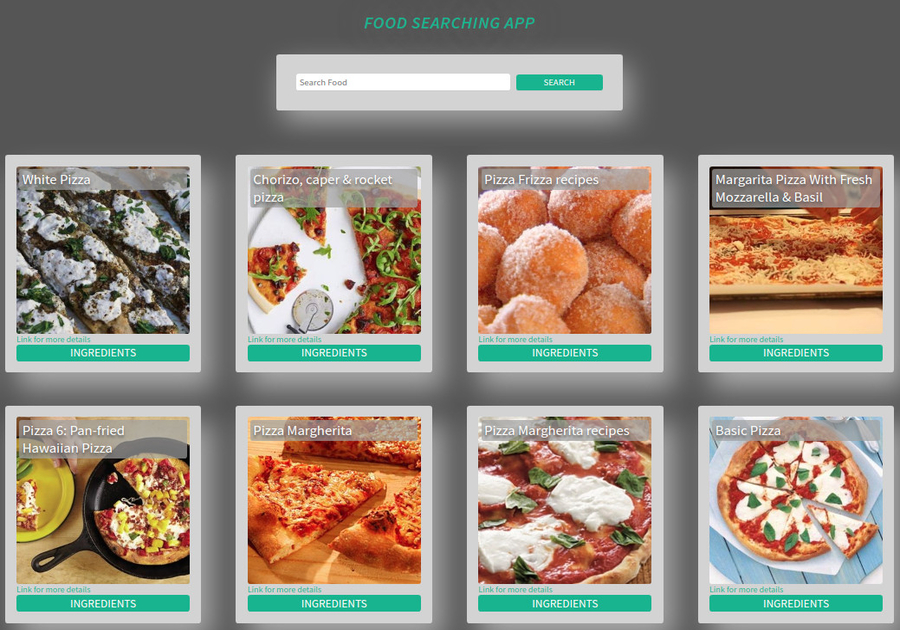 FOOD SEARCHING APP
Search Food
SEARCH
White Pizza
Chorizo, caper & rocket
pizza
Pizza Frizza recipes
Margarita Pizza With Fresh
Mozzarella & Basil
Link for more details
Link for more details
Link for more details
Link for more details
INGREDIENTS
INGREDIENTS
INGREDIENTS
INGREDIENTS
Pizza 6: Pan-fried
Hawaiian Pizza
Pizza Margherita
Pizza Margherita recipes
Basic Pizza
Link for more details
Link for more details
Link for more details
Link for more details
INGREDIENTS
INGREDIENTS
INGREDIENTS
INGREDIENTS